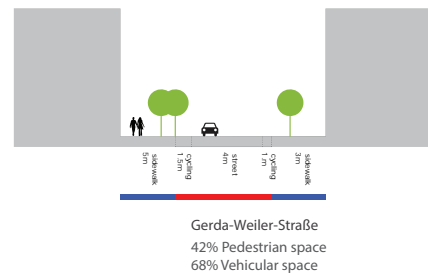 sidewalk
5m
cycling
1.5m
street
4m
cycling
1.m
sidewalk
3m
Gerda-Weiler-Straße
42% Pedestrian space
68% Vehicular space